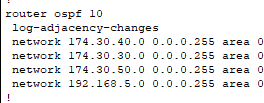 !
router ospf 10
 log-adjacency-changes
 network 174.30.40.0 0.0.0.255 area 0
 network 174.30.30.0 0.0.0.255 area 0
 network 174.30.50.0 0.0.0.255 area 0
 network 192.168.5.0 0.0.0.255 area 0
!